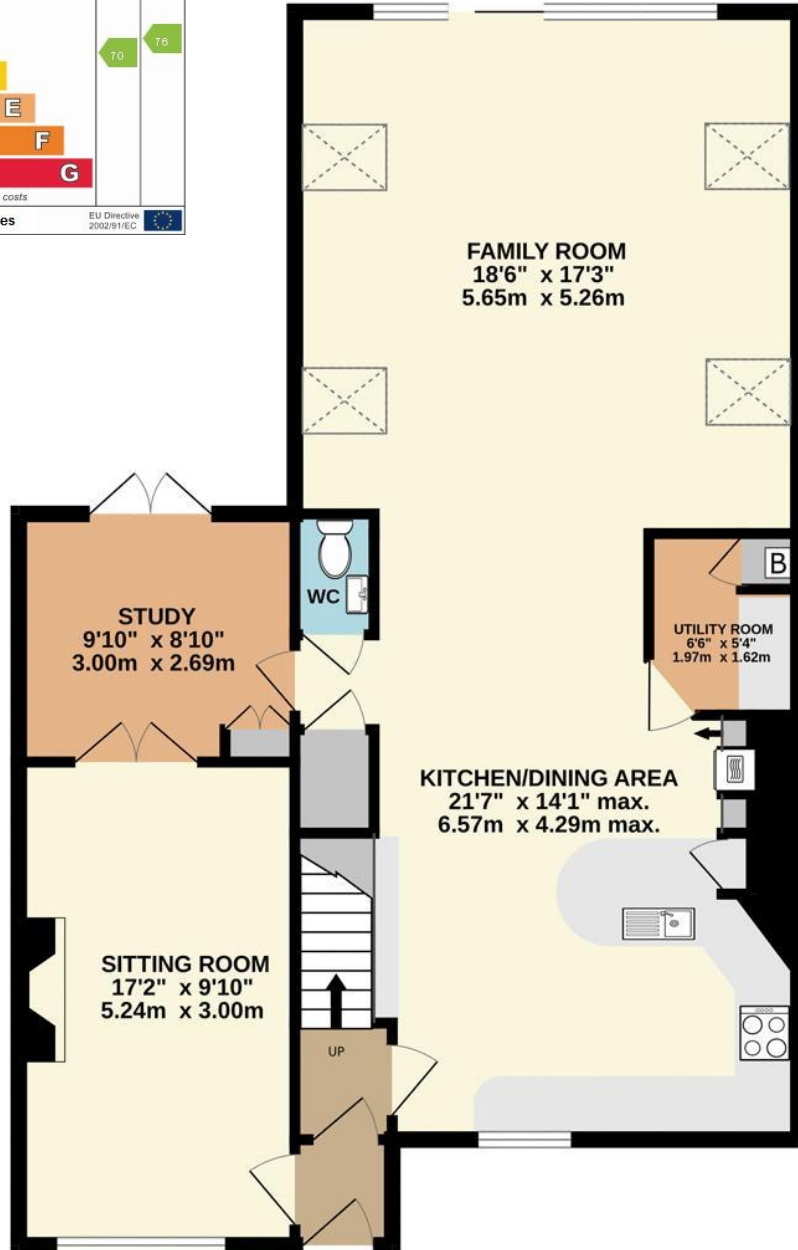 70
76
E
F
G
costs
es
EU Directive
2002/91/EC
FAMILY ROOM
18'6" x 17'3"
5.65m x 5.26m
WC
B
STUDY
9'10" x 8'10"
3.00m x 2.69m
UTILITY ROOM
6'6" x 5'4"
1.97m x 1.62m
KITCHEN/DINING AREA
21'7" x 14'1" max.
6.57m x 4.29m max.
SITTING ROOM
17'2" x 9'10"
5.24m x 3.00m
UP